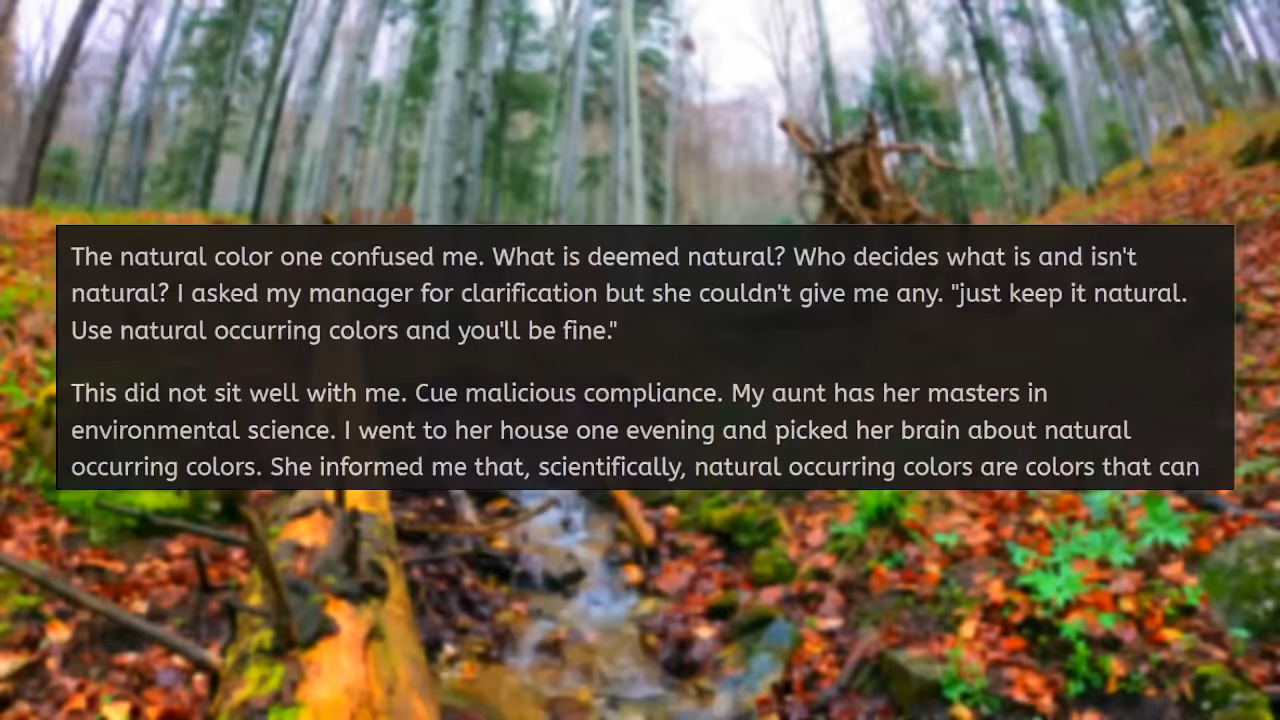 The natural color one confused me. What is deemed natural? Who decides what is and isn't
natural? I asked my manager for clarification but she couldn't give me any. "just keep it natural.
Use natural occurring colors and you'll be fine."
This did not sit well with me. Cue malicious compliance. My aunt has her masters in
environmental science. I went to her house one evening and picked her brain about natural
occurring colors. She informed me that, scientifically, natural occurring colors are colors that can